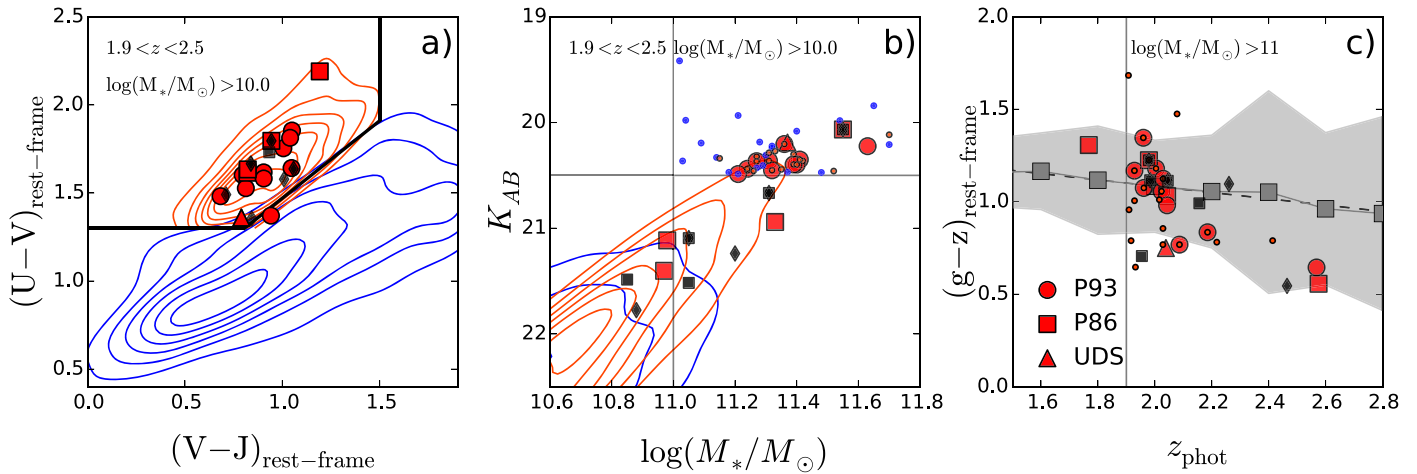 a)
1.9<z<2.5
log(M*/M⊙)>10.0
2.5
2.0
1.5
1.0
0.5
(U−V)rest−frame
0.0 0.5 1.0 1.5
(V−J)rest−frame
b)
1.9<z<2.5 log(M*/M⊙)>10.0
19
20
21
22
K_AB
10.6 10.8 11.0 11.2 11.4 11.6 11.8
log(M*/M⊙)
c)
log(M*/M⊙)>11
2.0
1.5
1.0
0.5
0.0
(g−z)rest−frame
P93
P86
UDS
1.6 1.8 2.0 2.2 2.4 2.6 2.8
z_phot